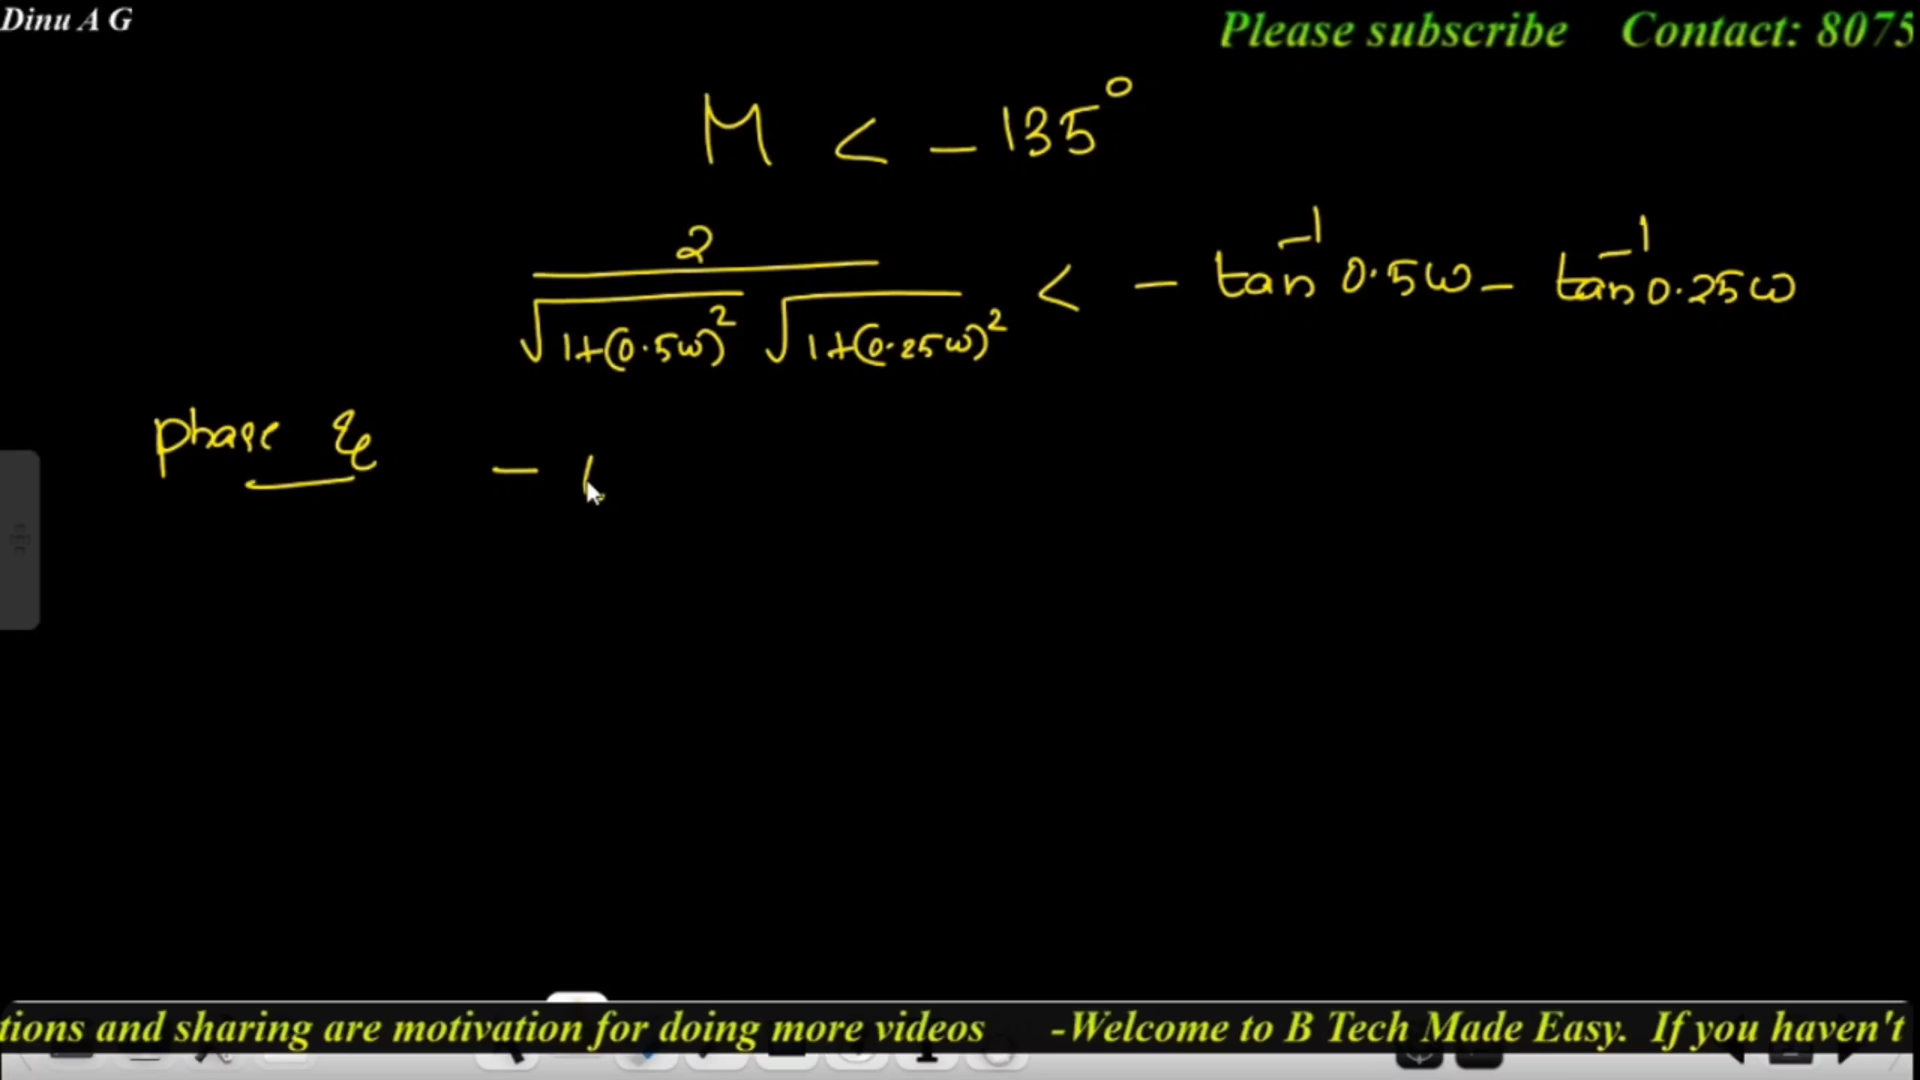 Dinu A G
Please subscribe Contact: 8075
M < - 135°
2
√1+(0.5ω)² √1+(0.25ω)² < - tan⁻¹ 0.5ω - tan⁻¹ 0.25ω
phase
-
tions and sharing are motivation for doing more videos -Welcome to B Tech Made Easy. If you haven't